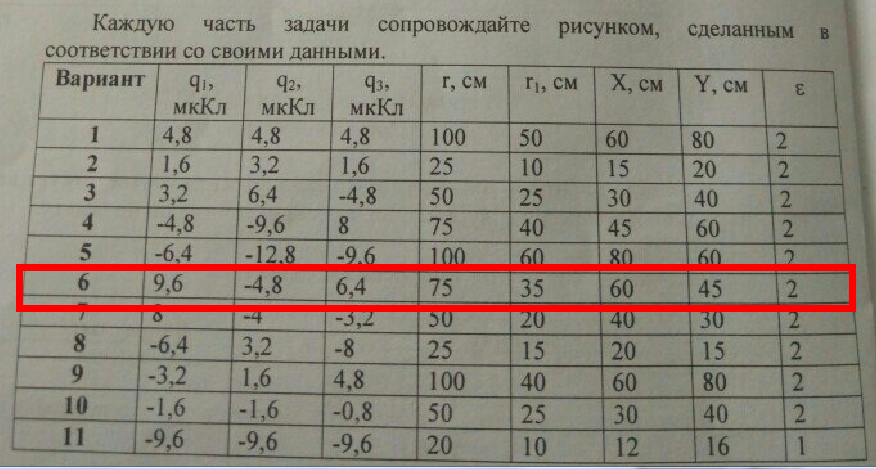 Каждую часть задачи сопровождайте рисунком, сделанным в
соответствии со своими данными.
Вариант q₁, мкКл q₂, мкКл q₃, мкКл r, см r₁, см X, см Y, см ε
1 4,8 4,8 4,8 100 50 60 80 2
2 1,6 3,2 1,6 25 10 15 20 2
3 3,2 6,4 -4,8 50 25 30 40 2
4 -4,8 -9,6 8 75 40 45 60 2
5 -6,4 -12,8 -9,6 100 60 80 60 2
6 9,6 -4,8 6,4 75 35 60 45 2
7 8 -4 -3,2 50 20 40 30 2
8 -6,4 3,2 -8 25 15 20 15 2
9 -3,2 1,6 4,8 100 40 60 80 2
10 -1,6 -1,6 -0,8 50 25 30 40 2
11 -9,6 -9,6 -9,6 20 10 12 16 1